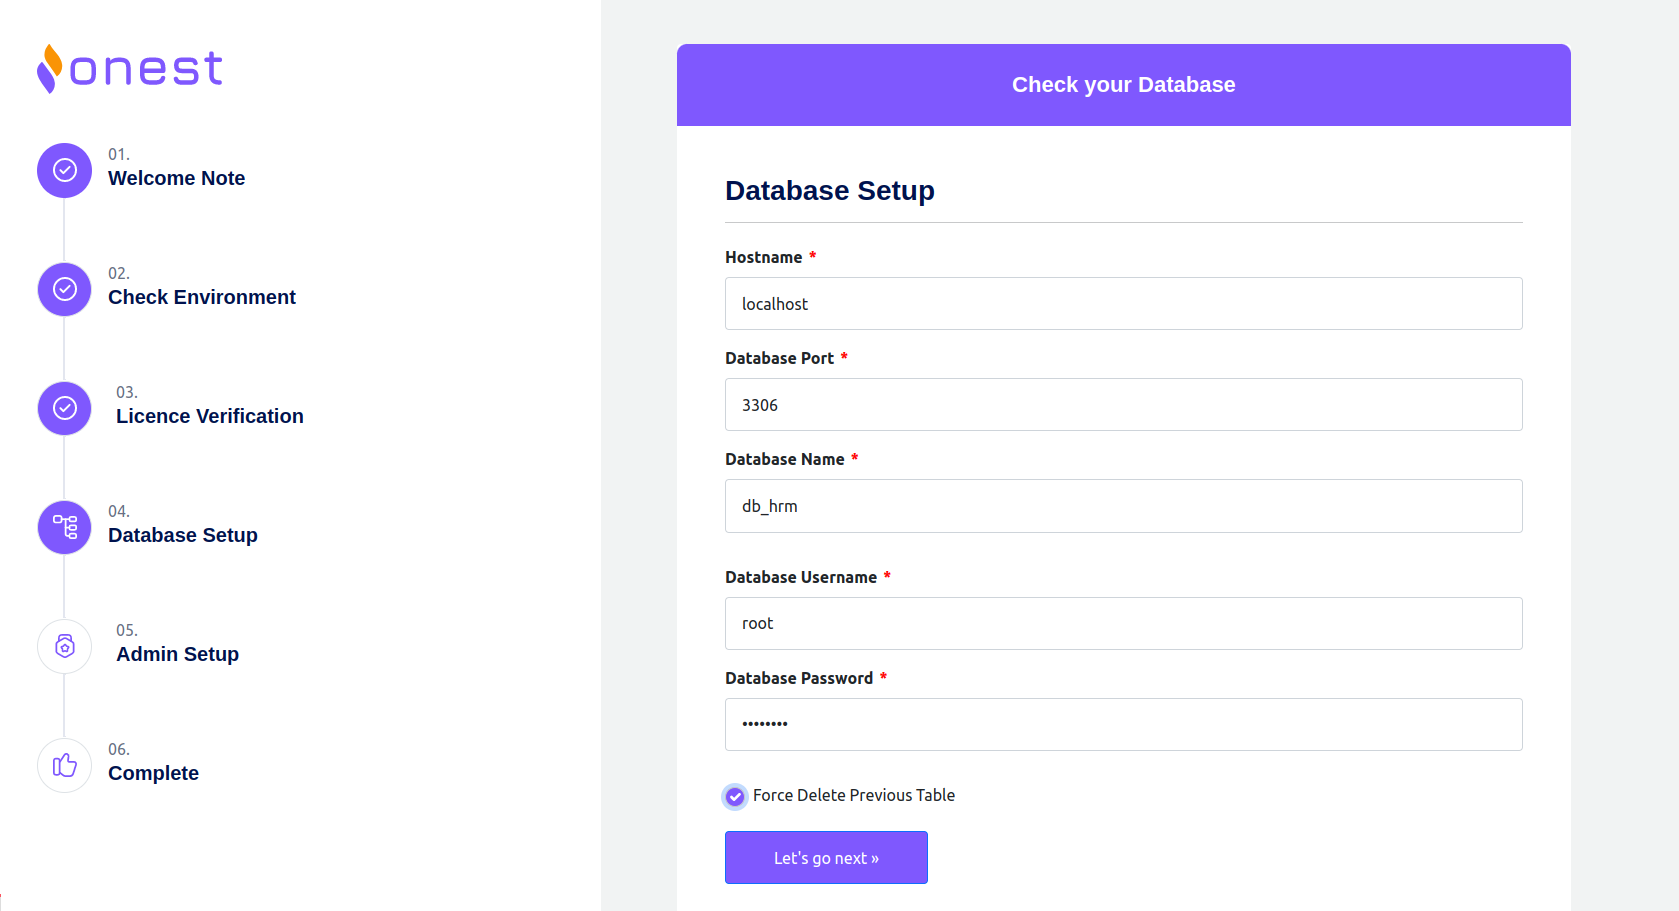 onest
01.
Welcome Note
02.
Check Environment
03.
Licence Verification
04.
Database Setup
05.
Admin Setup
06.
Complete
Check your Database
Database Setup
Hostname *
localhost
Database Port *
3306
Database Name *
db_hrm
Database Username *
root
Database Password *
••••••••
Force Delete Previous Table
Let's go next »